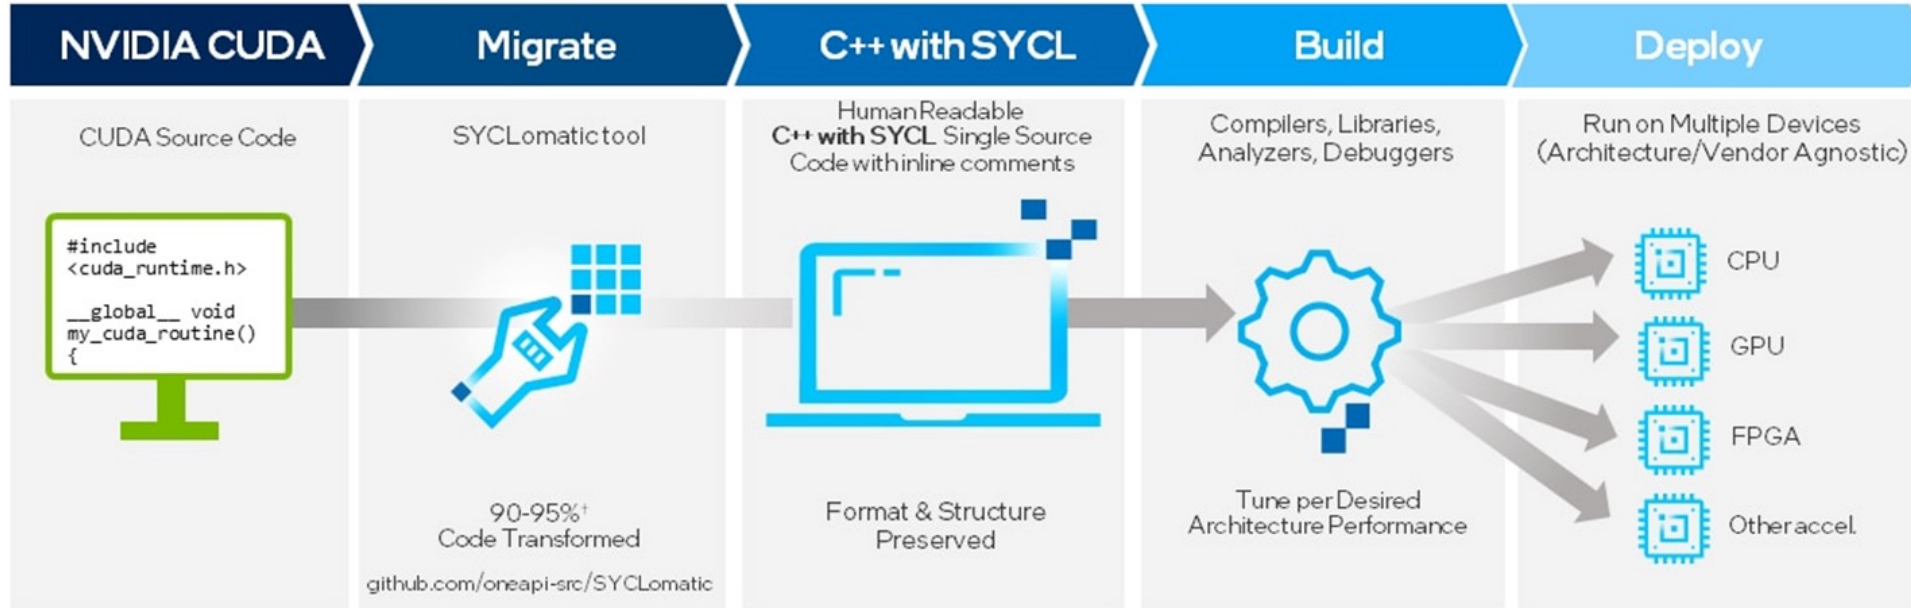 NVIDIA CUDA
Migrate
C++ with SYCL
Build
Deploy
CUDA Source Code
#include
<cuda_runtime.h>
__global__ void
my_cuda_routine()
{
SYCLomatic tool
90-95%†
Code Transformed
github.com/oneapi-src/SYCLomatic
Human Readable
C++ with SYCL Single Source
Code with inline comments
Format & Structure
Preserved
Compilers, Libraries,
Analyzers, Debuggers
Tune per Desired
Architecture Performance
Run on Multiple Devices
(Architecture/Vendor Agnostic)
CPU
GPU
FPGA
Other accel.